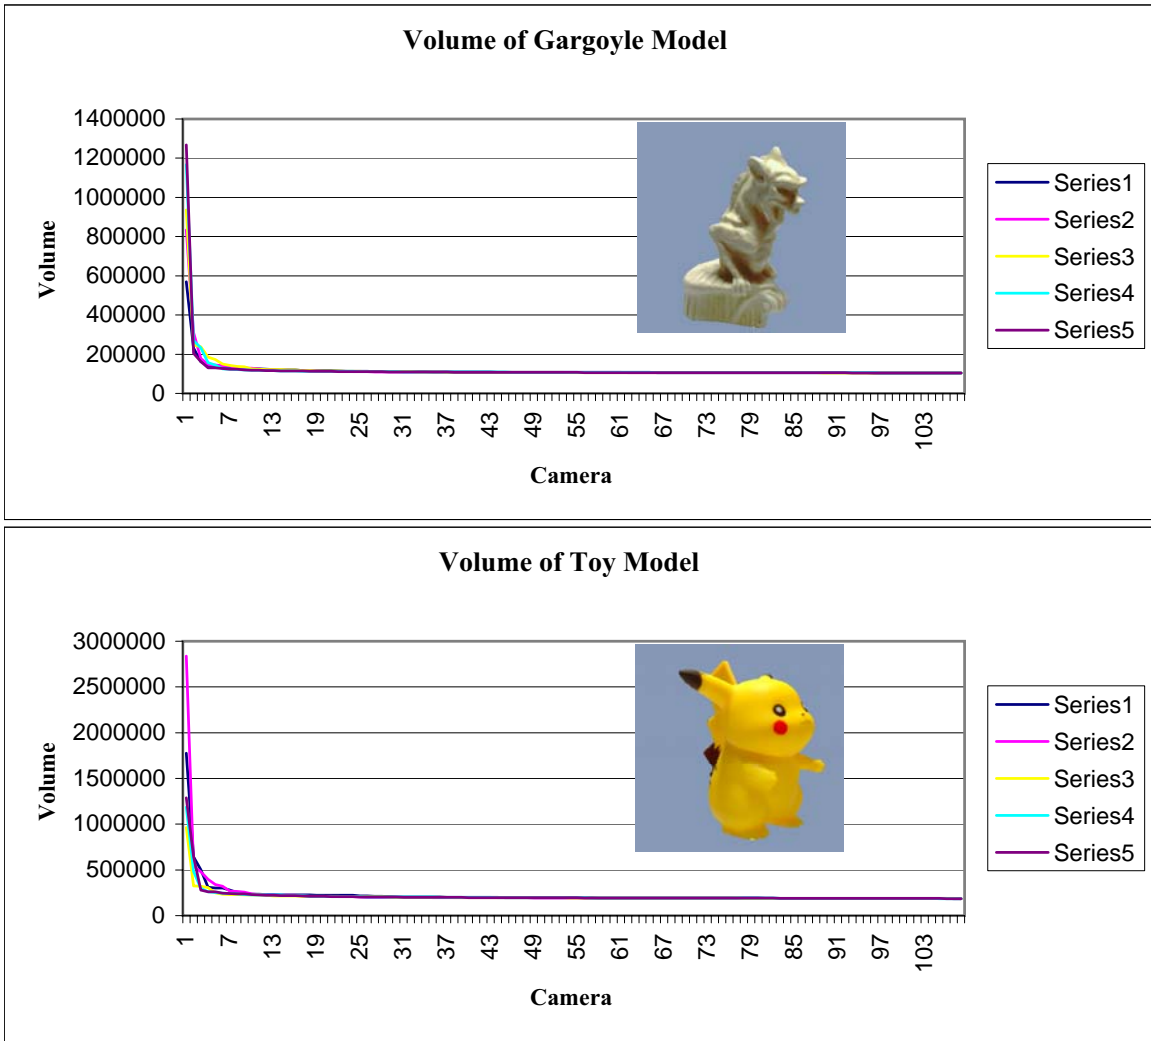 Volume of Gargoyle Model
1400000
1200000
1000000
800000
600000
400000
200000
0
Volume
1 7 13 19 25 31 37 43 49 55 61 67 73 79 85 91 97 103
Camera
Series1
Series2
Series3
Series4
Series5
Volume of Toy Model
3000000
2500000
2000000
1500000
1000000
500000
0
Volume
1 7 13 19 25 31 37 43 49 55 61 67 73 79 85 91 97 103
Camera
Series1
Series2
Series3
Series4
Series5